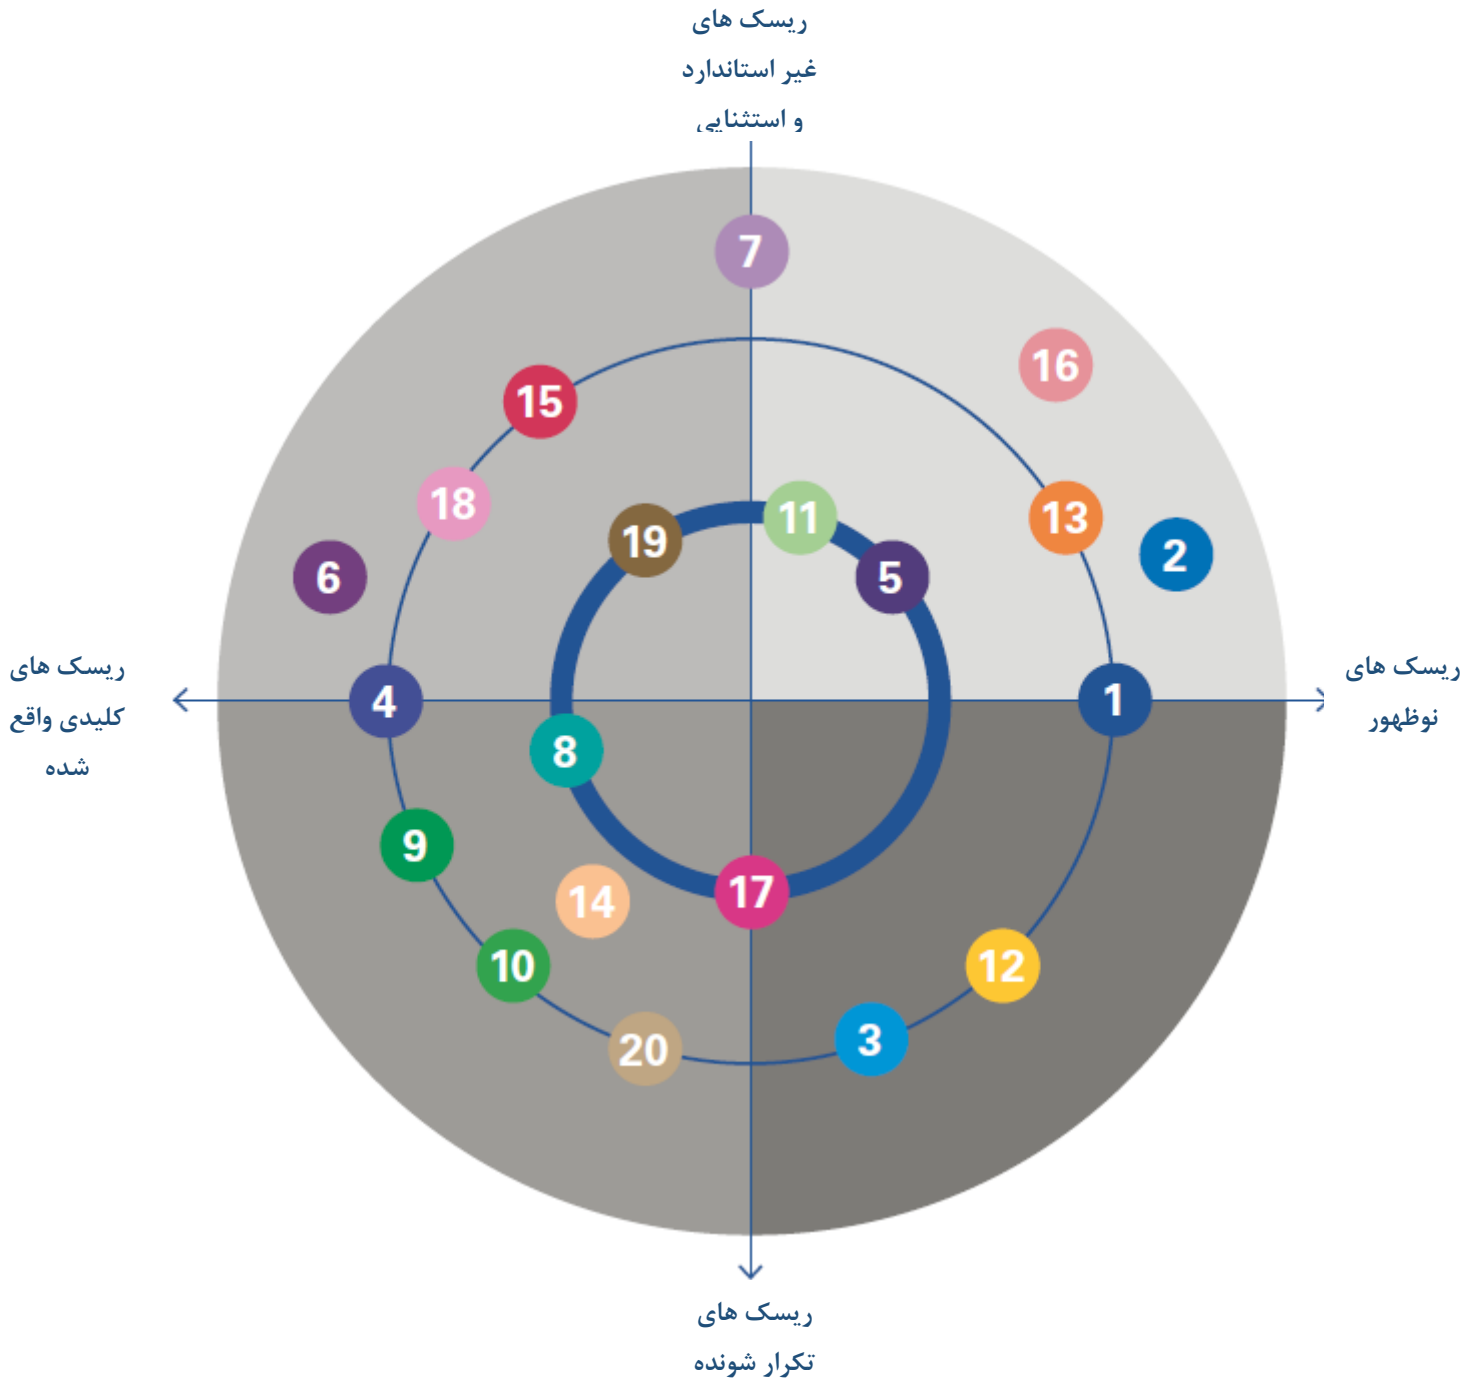 ریسک های
غیر استاندارد
و استثنایی
7
16
15
18
11
13
19
2
6
5
ریسک های
کلیدی واقع
شده
4
1
ریسک های
نوظهور
8
9
17
14
10
12
3
20
ریسک های
تکرار شونده